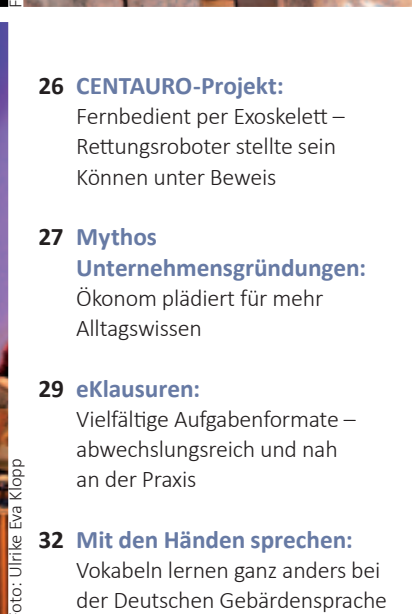 26 CENTAURO-Projekt:
Fernbedient per Exoskelett –
Rettungsroboter stellte sein
Können unter Beweis
27 Mythos
Unternehmensgründungen:
Ökonom plädiert für mehr
Alltagswissen
29 eKlausuren:
Vielfältige Aufgabenformate –
abwechslungsreich und nah
an der Praxis
32 Mit den Händen sprechen:
Vokabeln lernen ganz anders bei
der Deutschen Gebärdensprache
Ulrike Eva Klopp